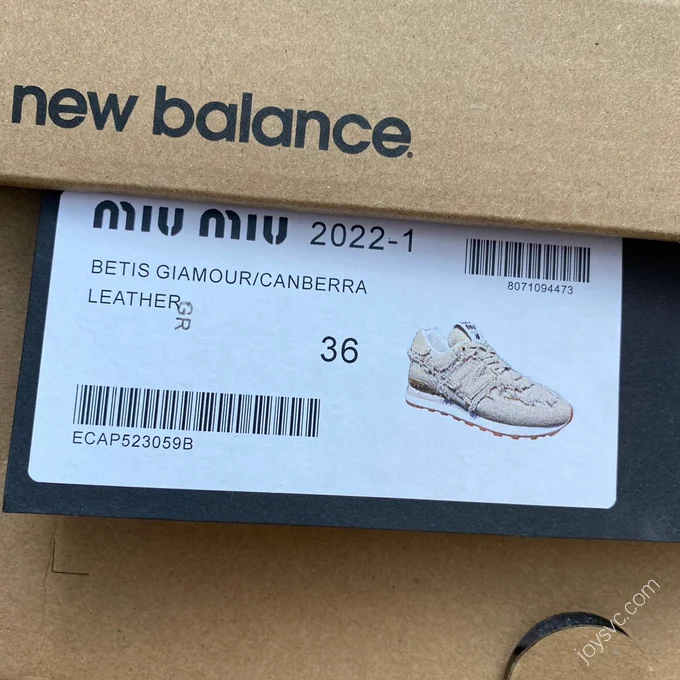 new balance®
miu miu 2022-1
8071094473
BETIS GIAMOUR/CANBERRA
LEATHER
GR
36
ECAP523059B
joysvc.com